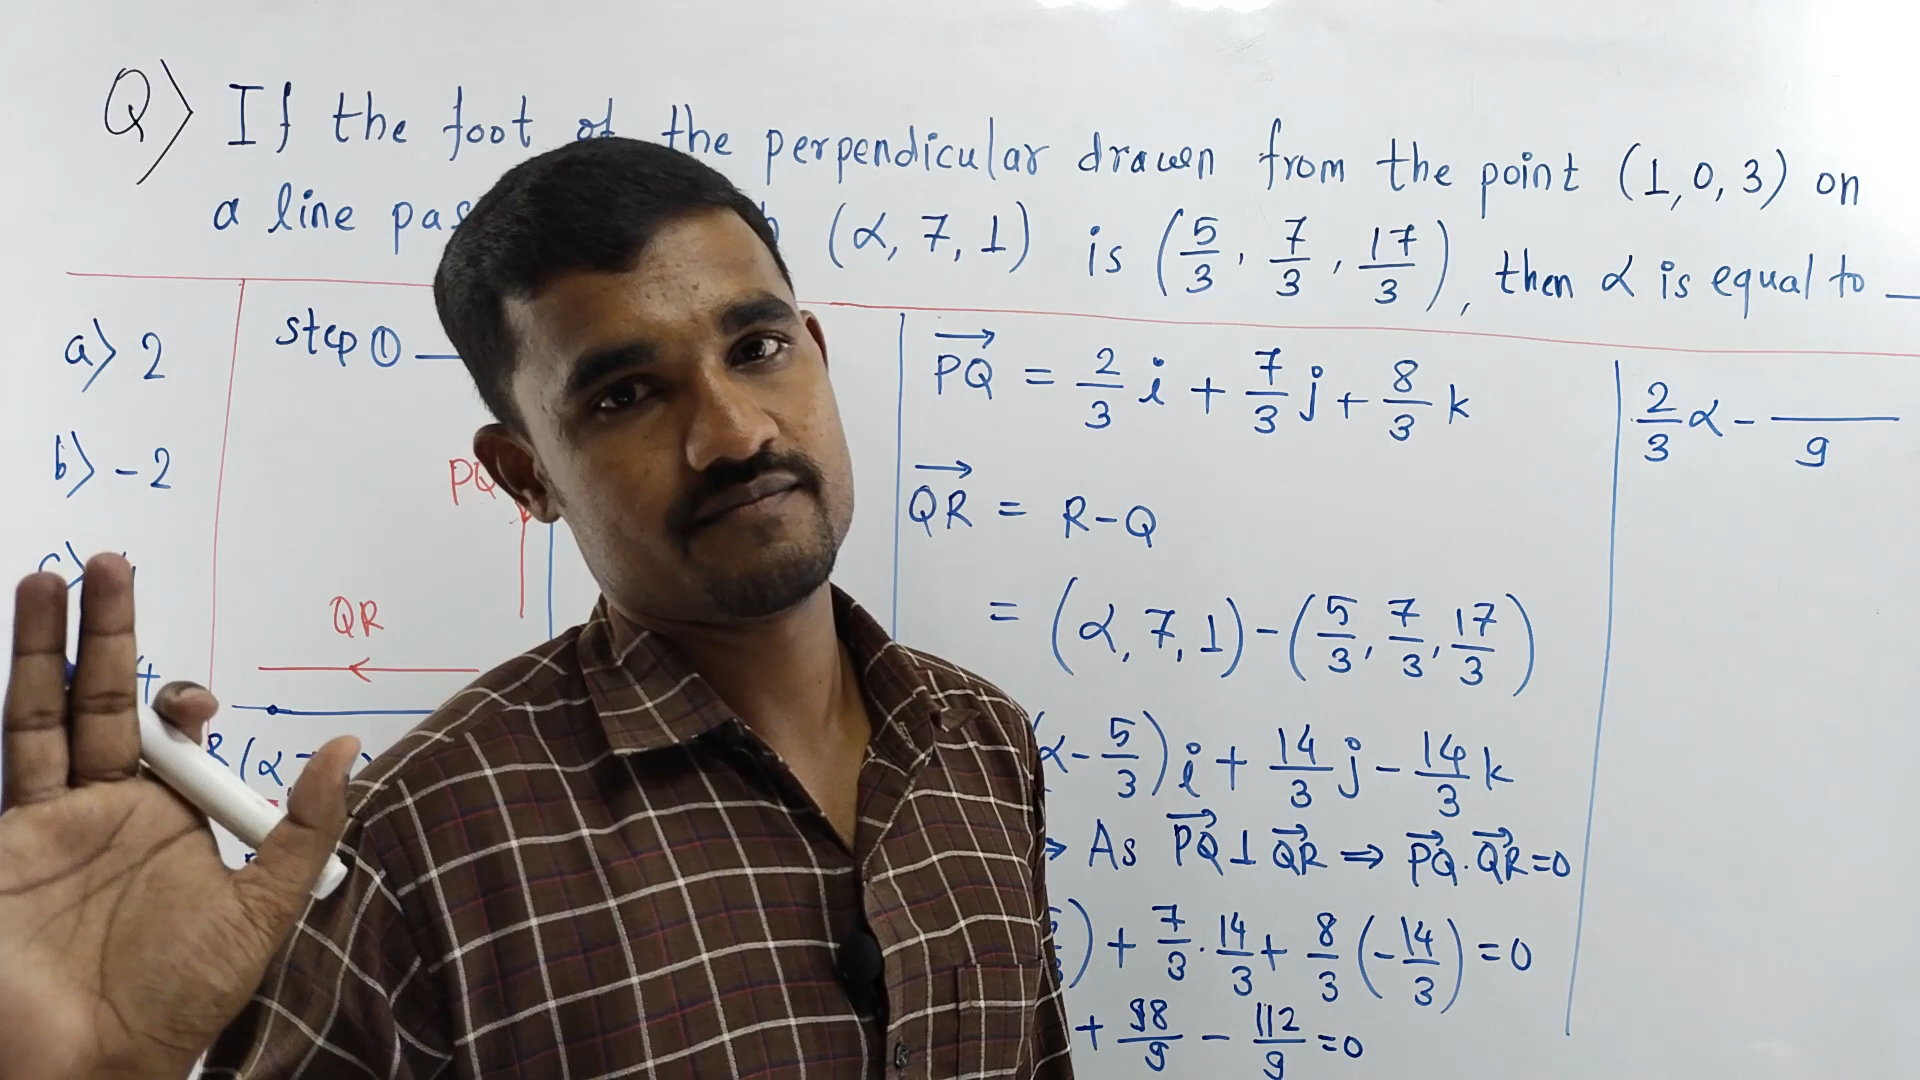 Q) If the foot of the perpendicular drawn from the point (1, 0, 3) on
a line (α, 7, 1) is (5/3, 7/3, 17/3), then α is equal to _
a) 2
b) -2
c)
step ① —
PQ
QR
R(α
PQ = 2/3 i + 7/3 j + 8/3 k
QR = R-Q
= (α, 7, 1) - (5/3, 7/3, 17/3)
α - 5/3) i + 14/3 j - 14/3 k
As PQ ⊥ QR ⇒ PQ · QR = 0
) + 7/3 · 14/3 + 8/3 (-14/3) = 0
+ 98/9 - 112/9 = 0
2/3 α - —/9